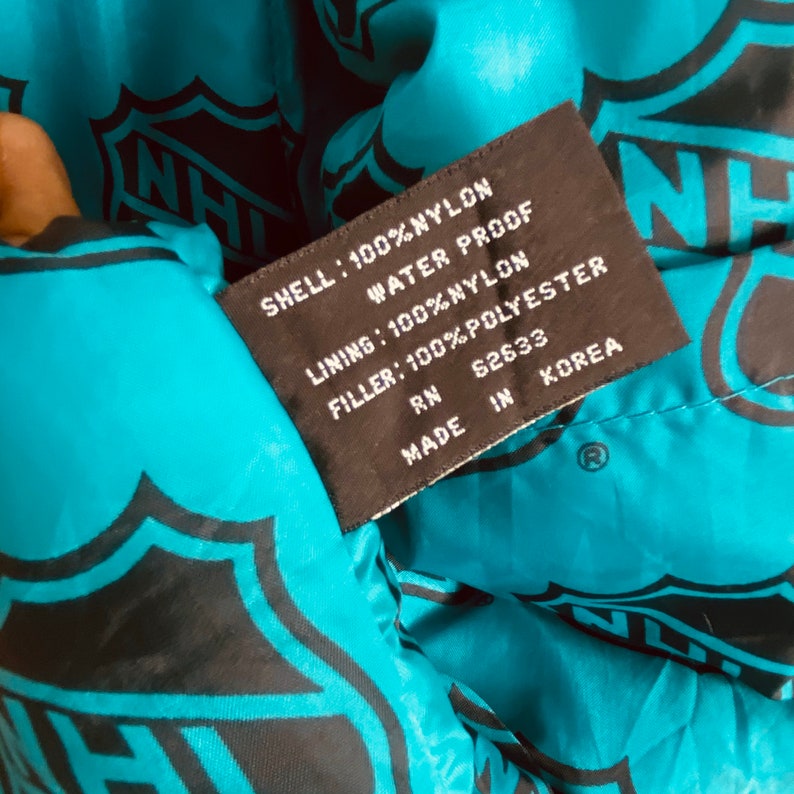 NHL
NHL
SHELL:100%NYLON
WATER PROOF
LINING:100%NYLON
FILLER:100%POLYESTER
RN 62633
MADE IN KOREA
®
NHL
NHL